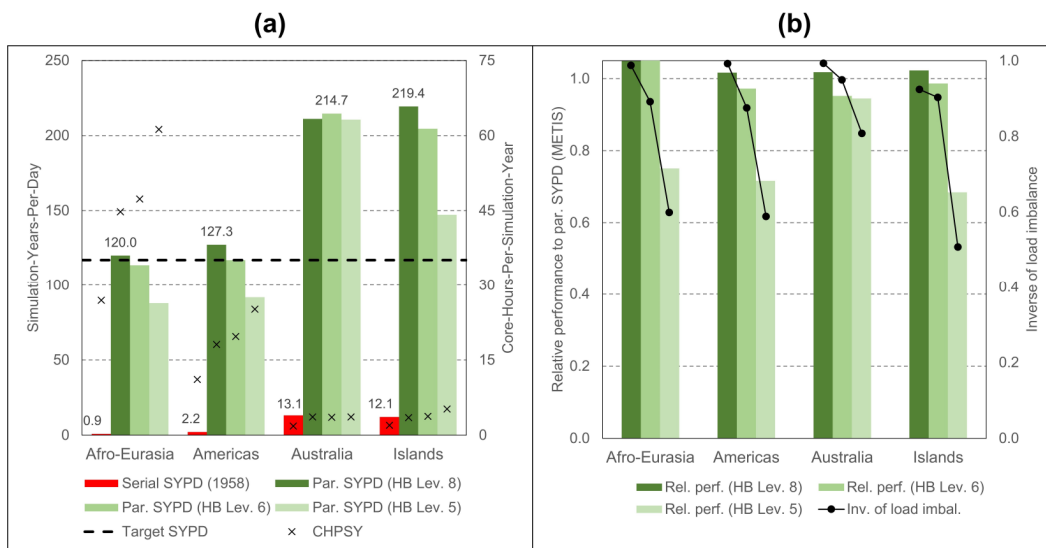 (a)
(b)
Simulation-Years-Per-Day
250
200
150
100
50
0
75
60
45
30
15
0
Core-Hours-Per-Simulation-Year
0.9
120.0
2.2
127.3
13.1
214.7
12.1
219.4
Afro-Eurasia Americas Australia Islands
Serial SYPD (1958) Par. SYPD (HB Lev. 8)
Par. SYPD (HB Lev. 6) Par. SYPD (HB Lev. 5)
Target SYPD CHPSY
Relative performance to par. SYPD (METIS)
1.0
0.8
0.6
0.4
0.2
0.0
1.0
0.8
0.6
0.4
0.2
0.0
Inverse of load imbalance
Afro-Eurasia Americas Australia Islands
Rel. perf. (HB Lev. 8) Rel. perf. (HB Lev. 6)
Rel. perf. (HB Lev. 5) Inv. of load imbal.